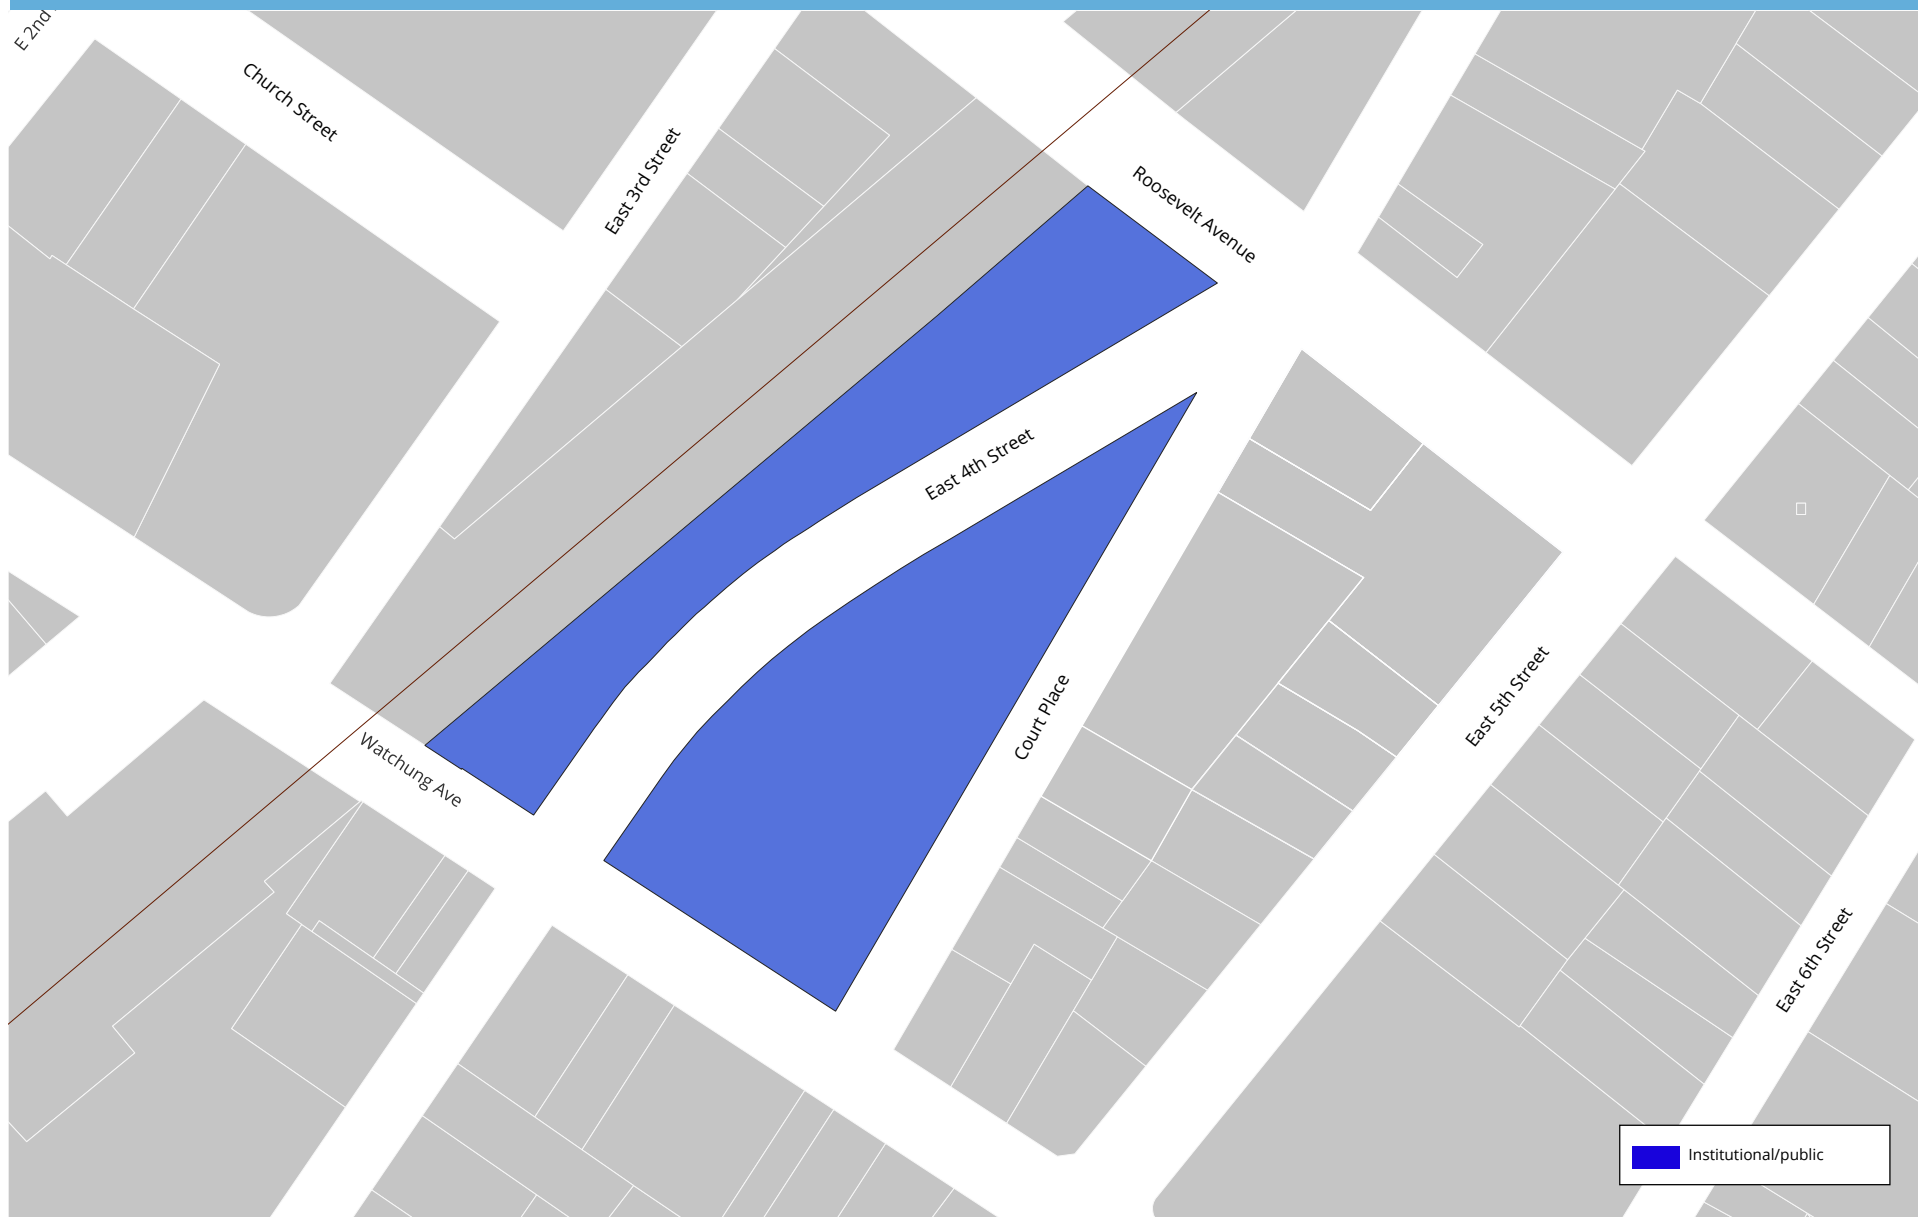 E 2nd
Church Street
East 3rd Street
Roosevelt Avenue
East 4th Street
Watchung Ave
Court Place
East 5th Street
East 6th Street
Institutional/public